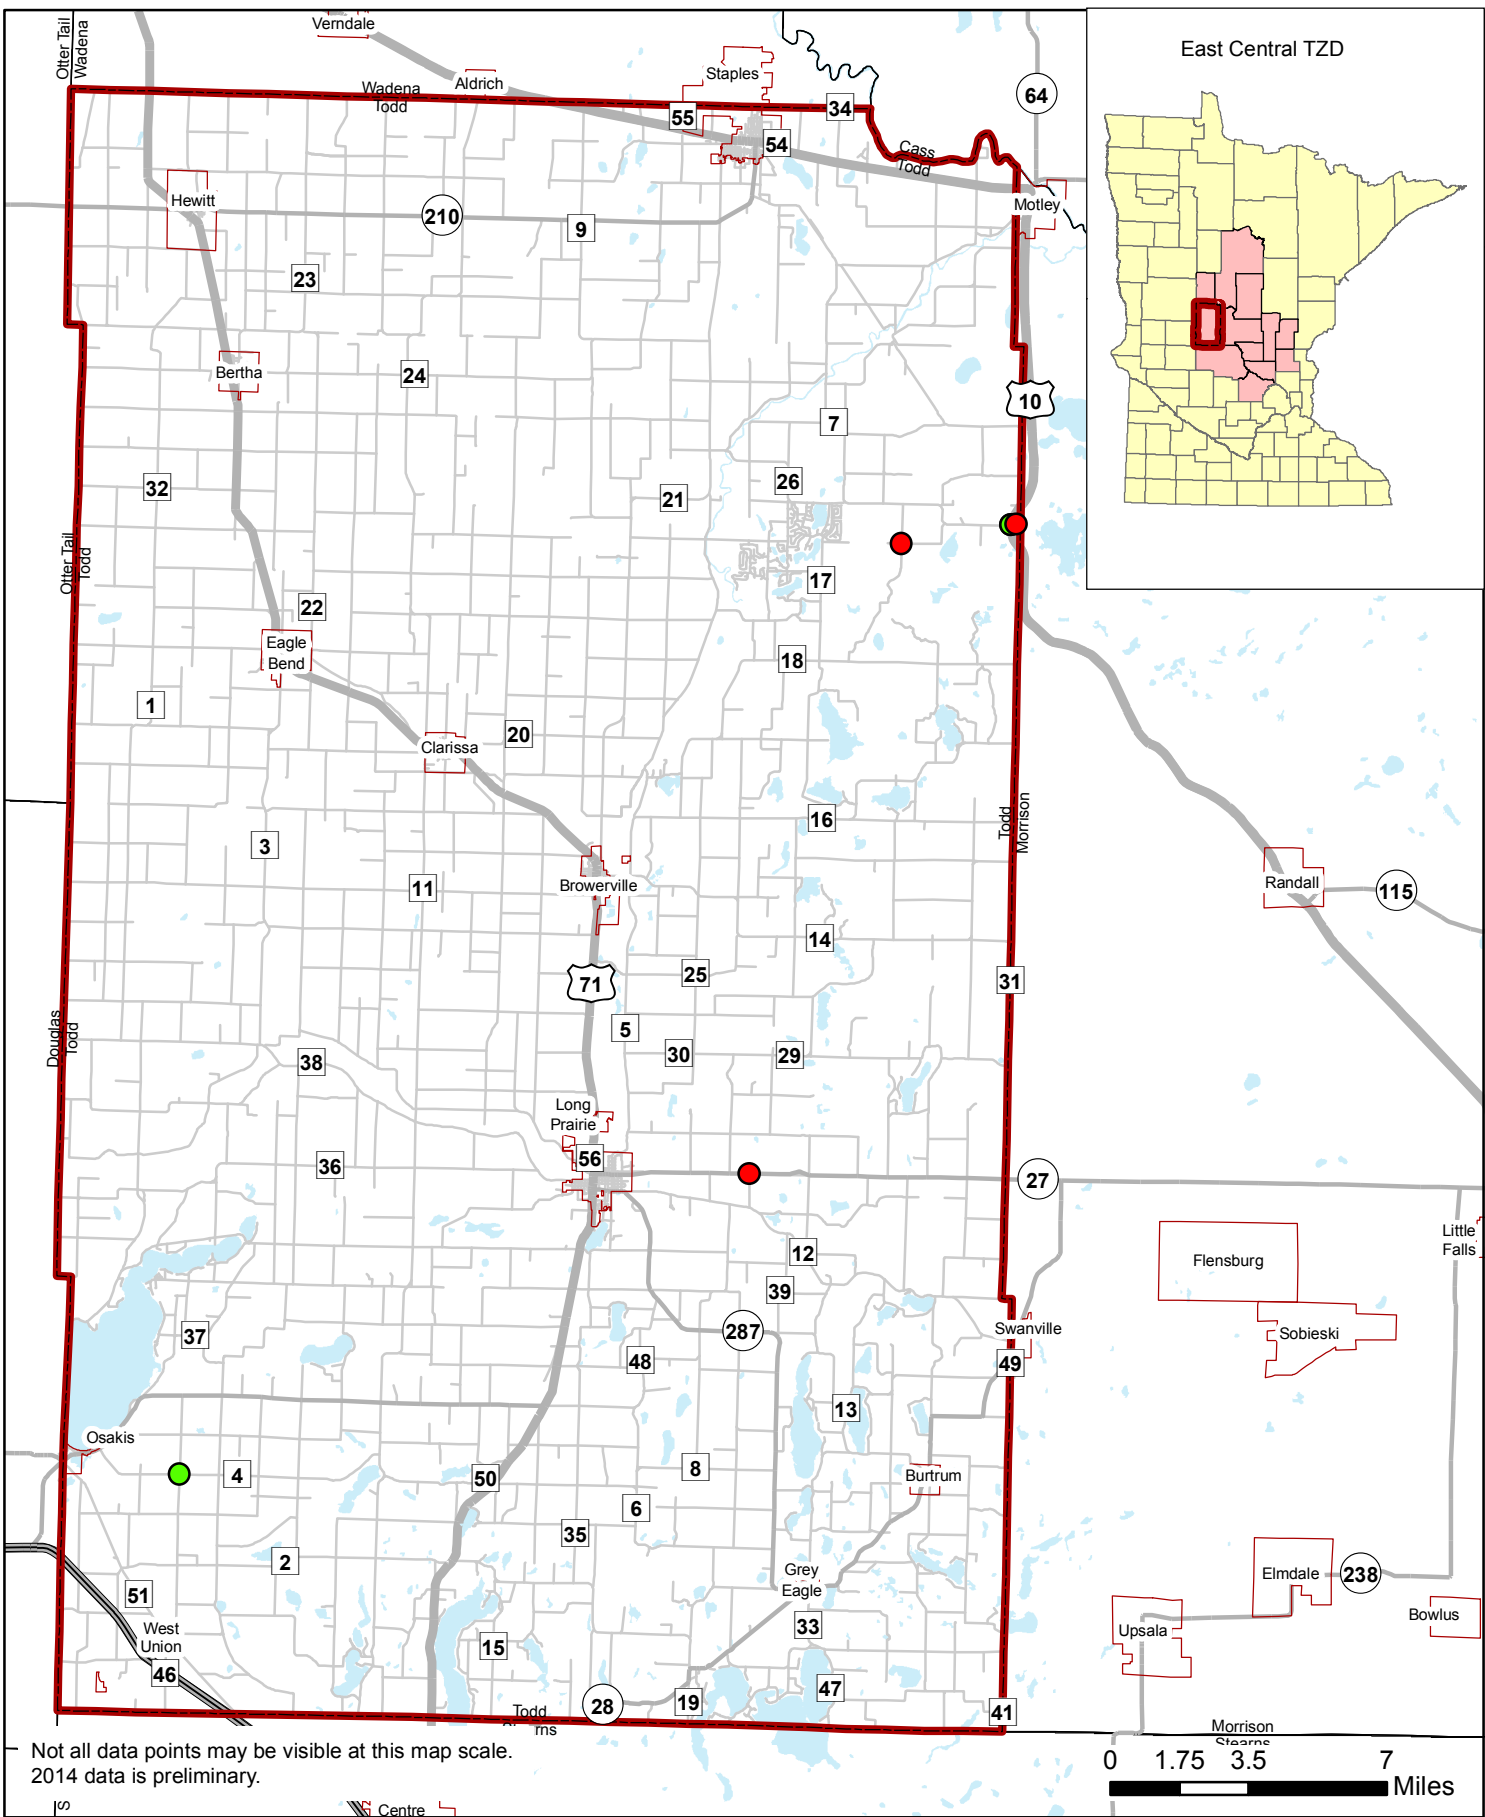 Otter Tail
Wadena
Verndale
Aldrich
Staples
64
East Central TZD
Wadena
Todd
55
34
54
Cass
Todd
Hewitt
210
9
Motley
23
Bertha
24
10
7
32
21
26
Otter Tail
Todd
17
22
Eagle
Bend
18
1
20
Clarissa
16
Todd
Morrison
3
11
Browerville
Randall
115
14
25
71
31
5
Douglas
Todd
38
30
29
Long
Prairie
56
36
27
12
Little
Falls
Flensburg
39
37
287
Swanville
Sobieski
48
49
13
Osakis
4
50
8
Burtrum
6
35
2
Grey
Eagle
Elmdale
238
51
33
Bowlus
West
Union
Upsala
15
46
47
28
19
41
Todd
Morrison
Stearns
Not all data points may be visible at this map scale.
2014 data is preliminary.
0 1.75 3.5 7
Miles
S
Centre